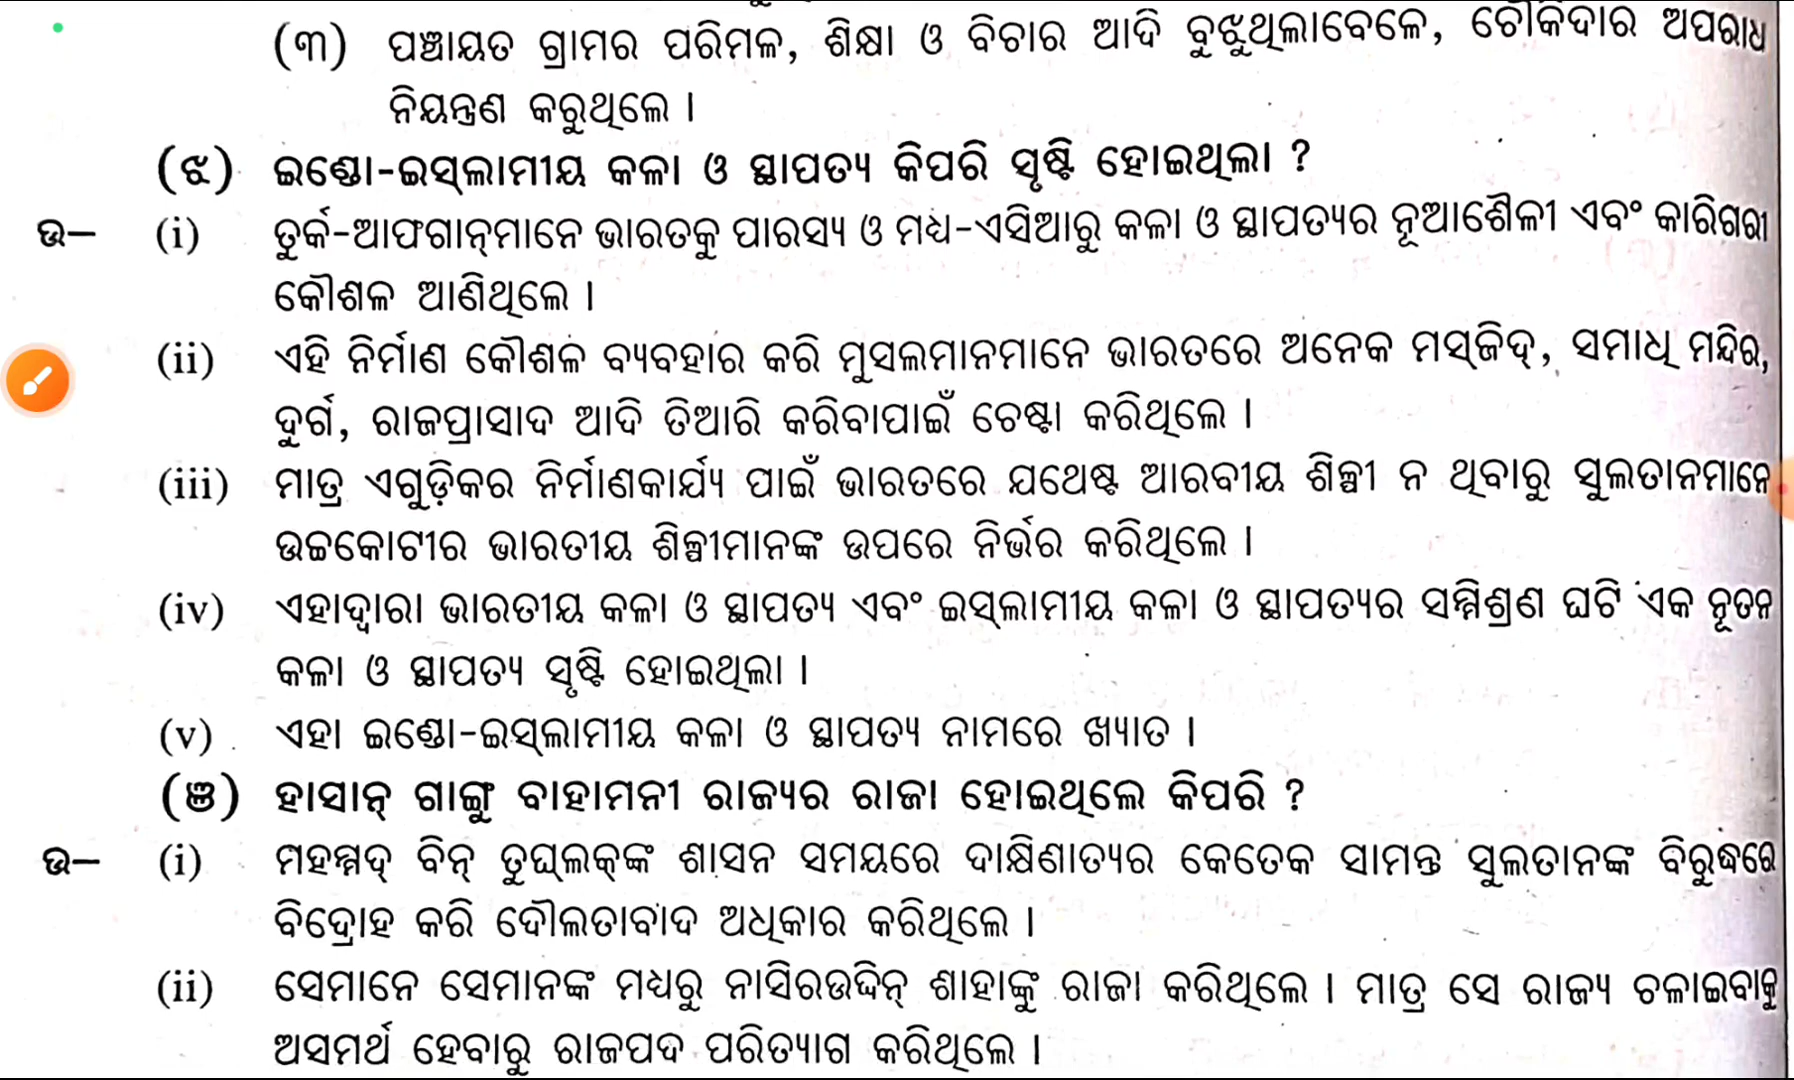 (୩) ପଞ୍ଚାୟତ ଗ୍ରାମର ପରିମଳ, ଶିକ୍ଷା ଓ ବିଚାର ଆଦି ବୁଝୁଥିଲାବେଳେ, ଚୌକିଦାର ଅପରାଧ
ନିୟନ୍ତ୍ରଣ କରୁଥିଲେ ।
(ଝ) ଇଣ୍ଡୋ-ଇସ୍‌ଲାମୀୟ କଳା ଓ ସ୍ଥାପତ୍ୟ କିପରି ସୃଷ୍ଟି ହୋଇଥିଲା ?
ଉ– (i) ତୁର୍କ-ଆଫଗାନ୍‌ମାନେ ଭାରତକୁ ପାରସ୍ୟ ଓ ମଧ୍ୟ-ଏସିଆରୁ କଳା ଓ ସ୍ଥାପତ୍ୟର ନୂଆଶୈଳୀ ଏବଂ କାରିଗରୀ
କୌଶଳ ଆଣିଥିଲେ ।
(ii) ଏହି ନିର୍ମାଣ କୌଶଳ ବ୍ୟବହାର କରି ମୁସଲମାନମାନେ ଭାରତରେ ଅନେକ ମସ୍‌ଜିଦ୍, ସମାଧି ମନ୍ଦିର,
ଦୁର୍ଗ, ରାଜପ୍ରାସାଦ ଆଦି ତିଆରି କରିବାପାଇଁ ଚେଷ୍ଟା କରିଥିଲେ ।
(iii) ମାତ୍ର ଏଗୁଡ଼ିକର ନିର୍ମାଣକାର୍ଯ୍ୟ ପାଇଁ ଭାରତରେ ଯଥେଷ୍ଟ ଆରବୀୟ ଶିଳ୍ପୀ ନ ଥିବାରୁ ସୁଲତାନମାନେ
ଉଚ୍ଚକୋଟୀର ଭାରତୀୟ ଶିଳ୍ପୀମାନଙ୍କ ଉପରେ ନିର୍ଭର କରିଥିଲେ ।
(iv) ଏହାଦ୍ୱାରା ଭାରତୀୟ କଳା ଓ ସ୍ଥାପତ୍ୟ ଏବଂ ଇସ୍‌ଲାମୀୟ କଳା ଓ ସ୍ଥାପତ୍ୟର ସମ୍ମିଶ୍ରଣ ଘଟି ଏକ ନୂତନ
କଳା ଓ ସ୍ଥାପତ୍ୟ ସୃଷ୍ଟି ହୋଇଥିଲା ।
(v) ଏହା ଇଣ୍ଡୋ-ଇସ୍‌ଲାମୀୟ କଳା ଓ ସ୍ଥାପତ୍ୟ ନାମରେ ଖ୍ୟାତ ।
(ଞ) ହାସାନ୍ ଗାଙ୍ଗୁ ବାହାମନୀ ରାଜ୍ୟର ରାଜା ହୋଇଥିଲେ କିପରି ?
ଉ– (i) ମହମ୍ମଦ୍ ବିନ୍ ତୁଘ୍‌ଲକ୍‌ଙ୍କ ଶାସନ ସମୟରେ ଦାକ୍ଷିଣାତ୍ୟର କେତେକ ସାମନ୍ତ ସୁଲତାନଙ୍କ ବିରୁଦ୍ଧରେ
ବିଦ୍ରୋହ କରି ଦୌଲତାବାଦ ଅଧିକାର କରିଥିଲେ ।
(ii) ସେମାନେ ସେମାନଙ୍କ ମଧ୍ୟରୁ ନାସିରଉଦ୍ଦିନ୍ ଶାହାଙ୍କୁ ରାଜା କରିଥିଲେ । ମାତ୍ର ସେ ରାଜ୍ୟ ଚଳାଇବାକୁ
ଅସମର୍ଥ ହେବାରୁ ରାଜପଦ ପରିତ୍ୟାଗ କରିଥିଲେ ।